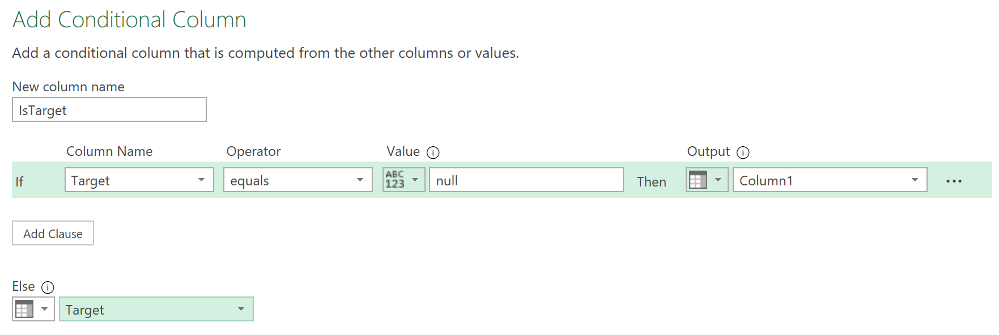 Add Conditional Column
Add a conditional column that is computed from the other columns or values.
New column name
IsTarget
Column Name Operator Value Output
If Target equals ABC 123 null Then Column1 ...
Add Clause
Else
Target